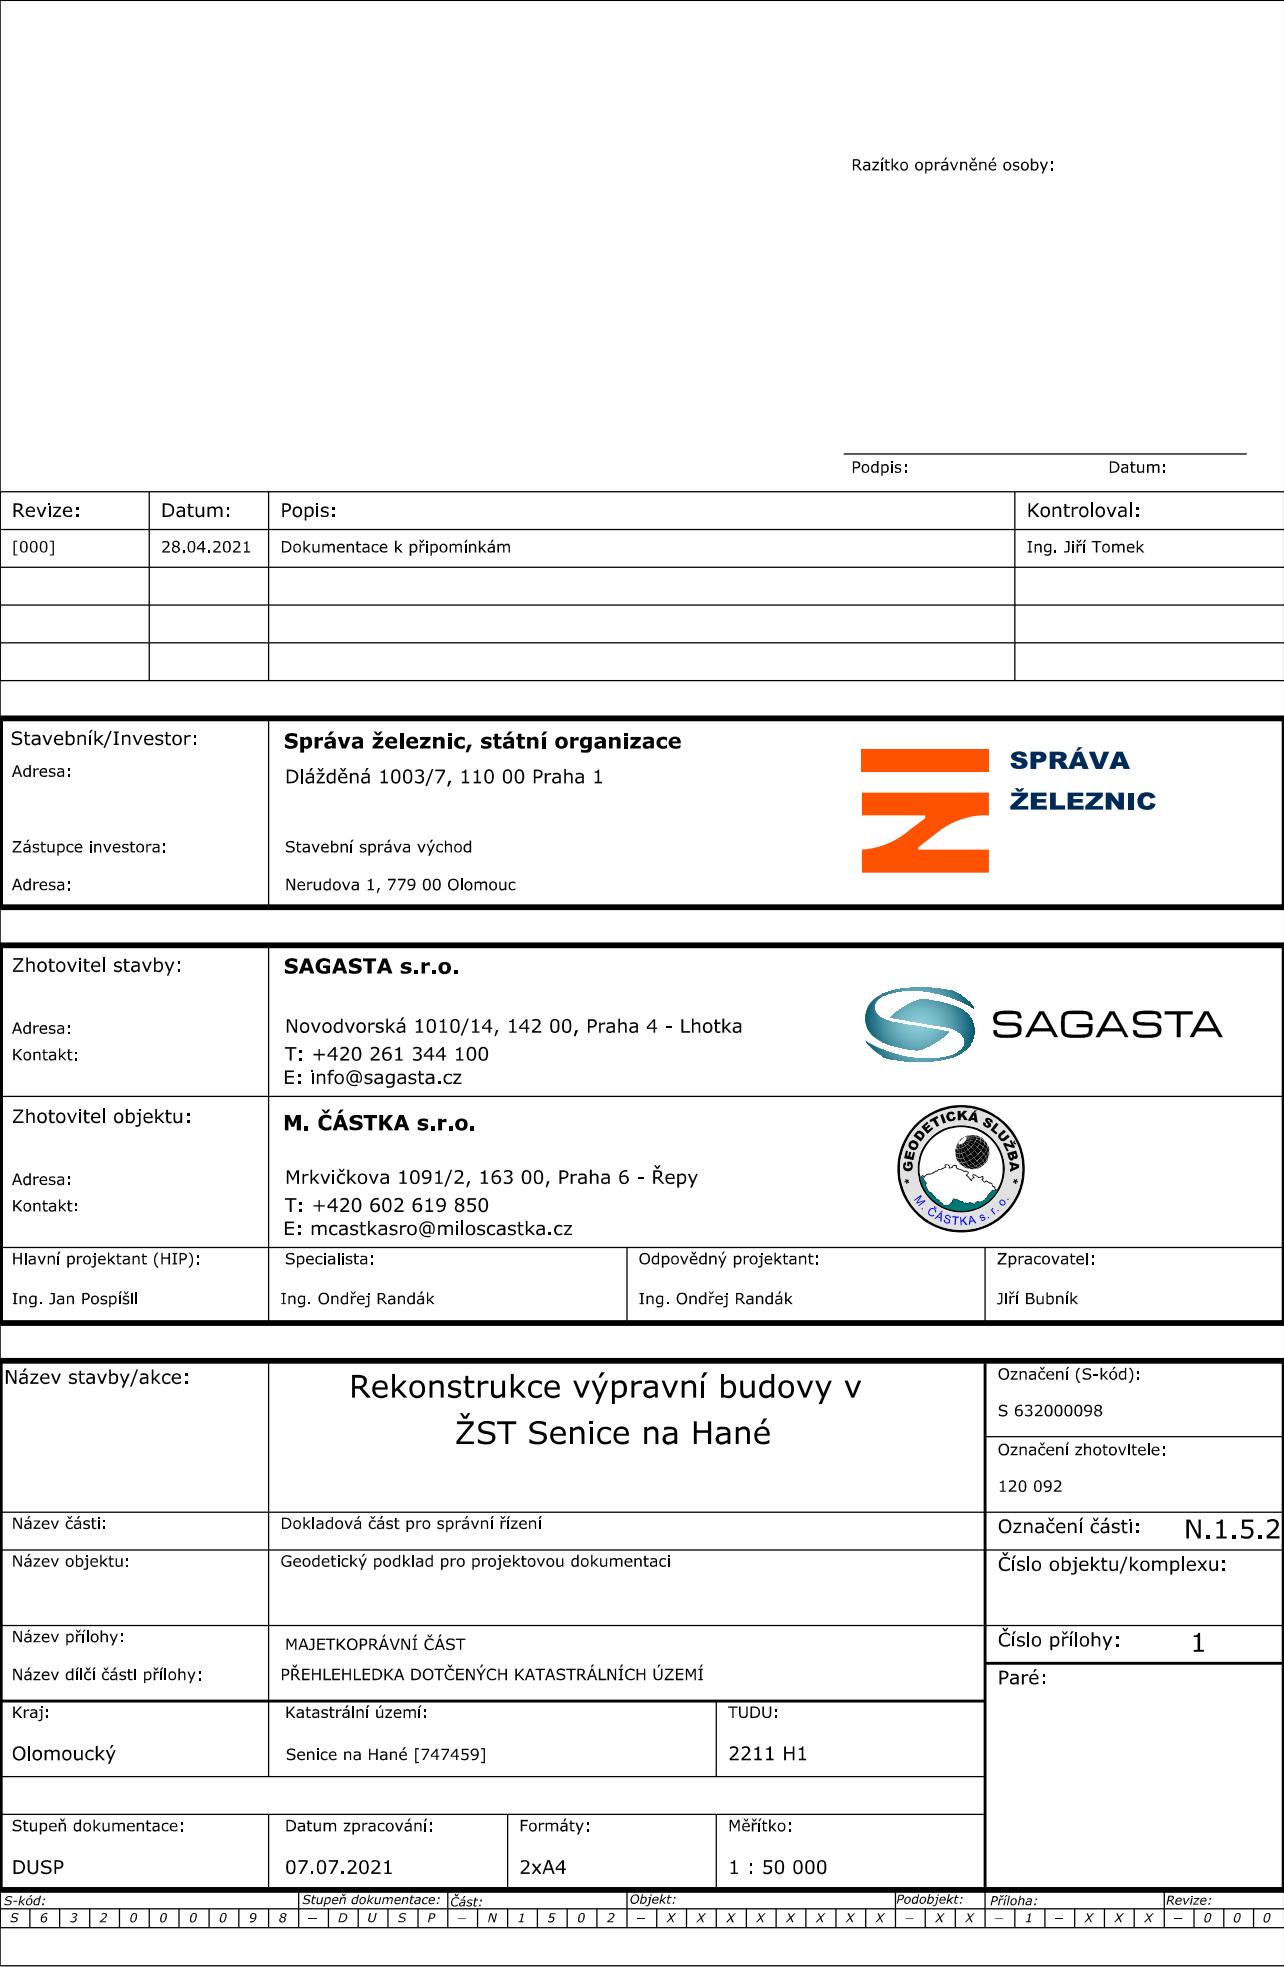 Razítko oprávněné osoby:
Podpis: Datum:
Revize: Datum: Popis: Kontroloval:
[000] 28.04.2021 Dokumentace k připomínkám Ing. Jiří Tomek
Stavebník/Investor: Správa železnic, státní organizace
Adresa: Dlážděná 1003/7, 110 00 Praha 1
SPRÁVA
ŽELEZNIC
Zástupce investora: Stavební správa východ
Adresa: Nerudova 1, 779 00 Olomouc
Zhotovitel stavby: SAGASTA s.r.o.
SAGASTA
Adresa: Novodvorská 1010/14, 142 00, Praha 4 - Lhotka
Kontakt: T: +420 261 344 100
E: info@sagasta.cz
Zhotovitel objektu: M. ČÁSTKA s.r.o.
* GEODETICKÁ SLUŽBA *
M. ČÁSTKA s. r. o.
Adresa: Mrkvičkova 1091/2, 163 00, Praha 6 - Řepy
Kontakt: T: +420 602 619 850
E: mcastkasro@miloscastka.cz
Hlavní projektant (HIP): Specialista: Odpovědný projektant: Zpracovatel:
Ing. Jan Pospíšil Ing. Ondřej Randák Ing. Ondřej Randák Jiří Bubník
Název stavby/akce: Rekonstrukce výpravní budovy v
ŽST Senice na Hané
Označení (S-kód):
S 632000098
Označení zhotovitele:
120 092
Název části: Dokladová část pro správní řízení Označení části: N.1.5.2
Název objektu: Geodetický podklad pro projektovou dokumentaci Číslo objektu/komplexu:
Název přílohy: MAJETKOPRÁVNÍ ČÁST Číslo přílohy: 1
Název dílčí části přílohy: PŘEHLEHLEDKA DOTČENÝCH KATASTRÁLNÍCH ÚZEMÍ Paré:
Kraj: Katastrální území: TUDU:
Olomoucký Senice na Hané [747459] 2211 H1
Stupeň dokumentace: Datum zpracování: Formáty: Měřítko:
DUSP 07.07.2021 2xA4 1 : 50 000
S-kód: Stupeň dokumentace: Část: Objekt: Podobjekt: Příloha: Revize:
S 6 3 2 0 0 0 0 9 8 – D U S P – N 1 5 0 2 – X X X X X X X X – X X – 1 – X X X – 0 0 0